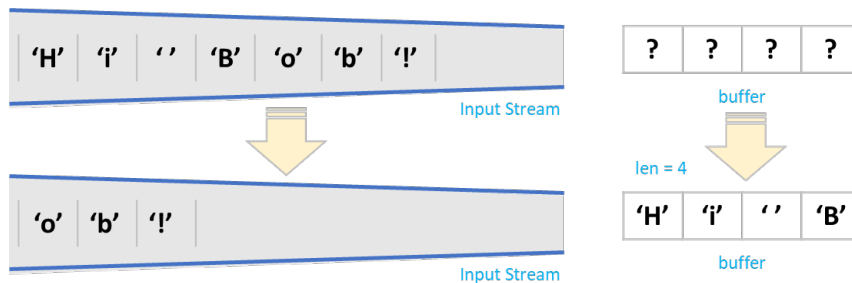 ‘H’ ‘i’ ‘ ’ ‘B’ ‘o’ ‘b’ ‘!’
? ? ? ?
Input Stream
buffer
len = 4
‘o’ ‘b’ ‘!’
‘H’ ‘i’ ‘ ’ ‘B’
Input Stream
buffer